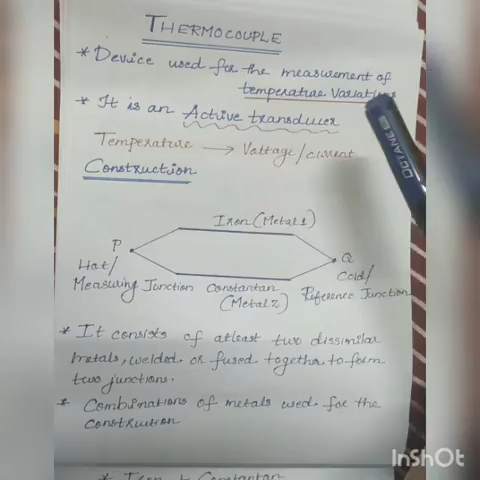 THERMOCOUPLE
* Device used for the measurement of
temperature variations
* It is an Active transducer
Temperature → Voltage/current
Construction
Iron (Metal1)
P
Q
Hot/
Measuring Junction
Constantan
(Metal2)
Cold/
Reference Junction
* It consists of atleast two dissimilar
metals, welded or fused together to form
two junctions.
* Combinations of metals used for the
construction
* Iron & Constantan
OCTANE
InShOt